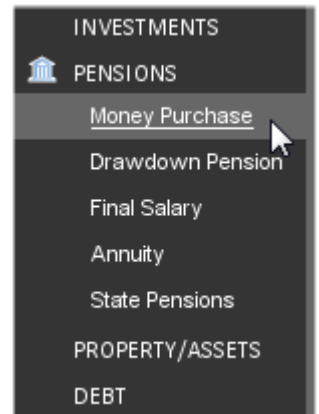 INVESTMENTS
PENSIONS
Money Purchase
Drawdown Pension
Final Salary
Annuity
State Pensions
PROPERTY/ASSETS
DEBT